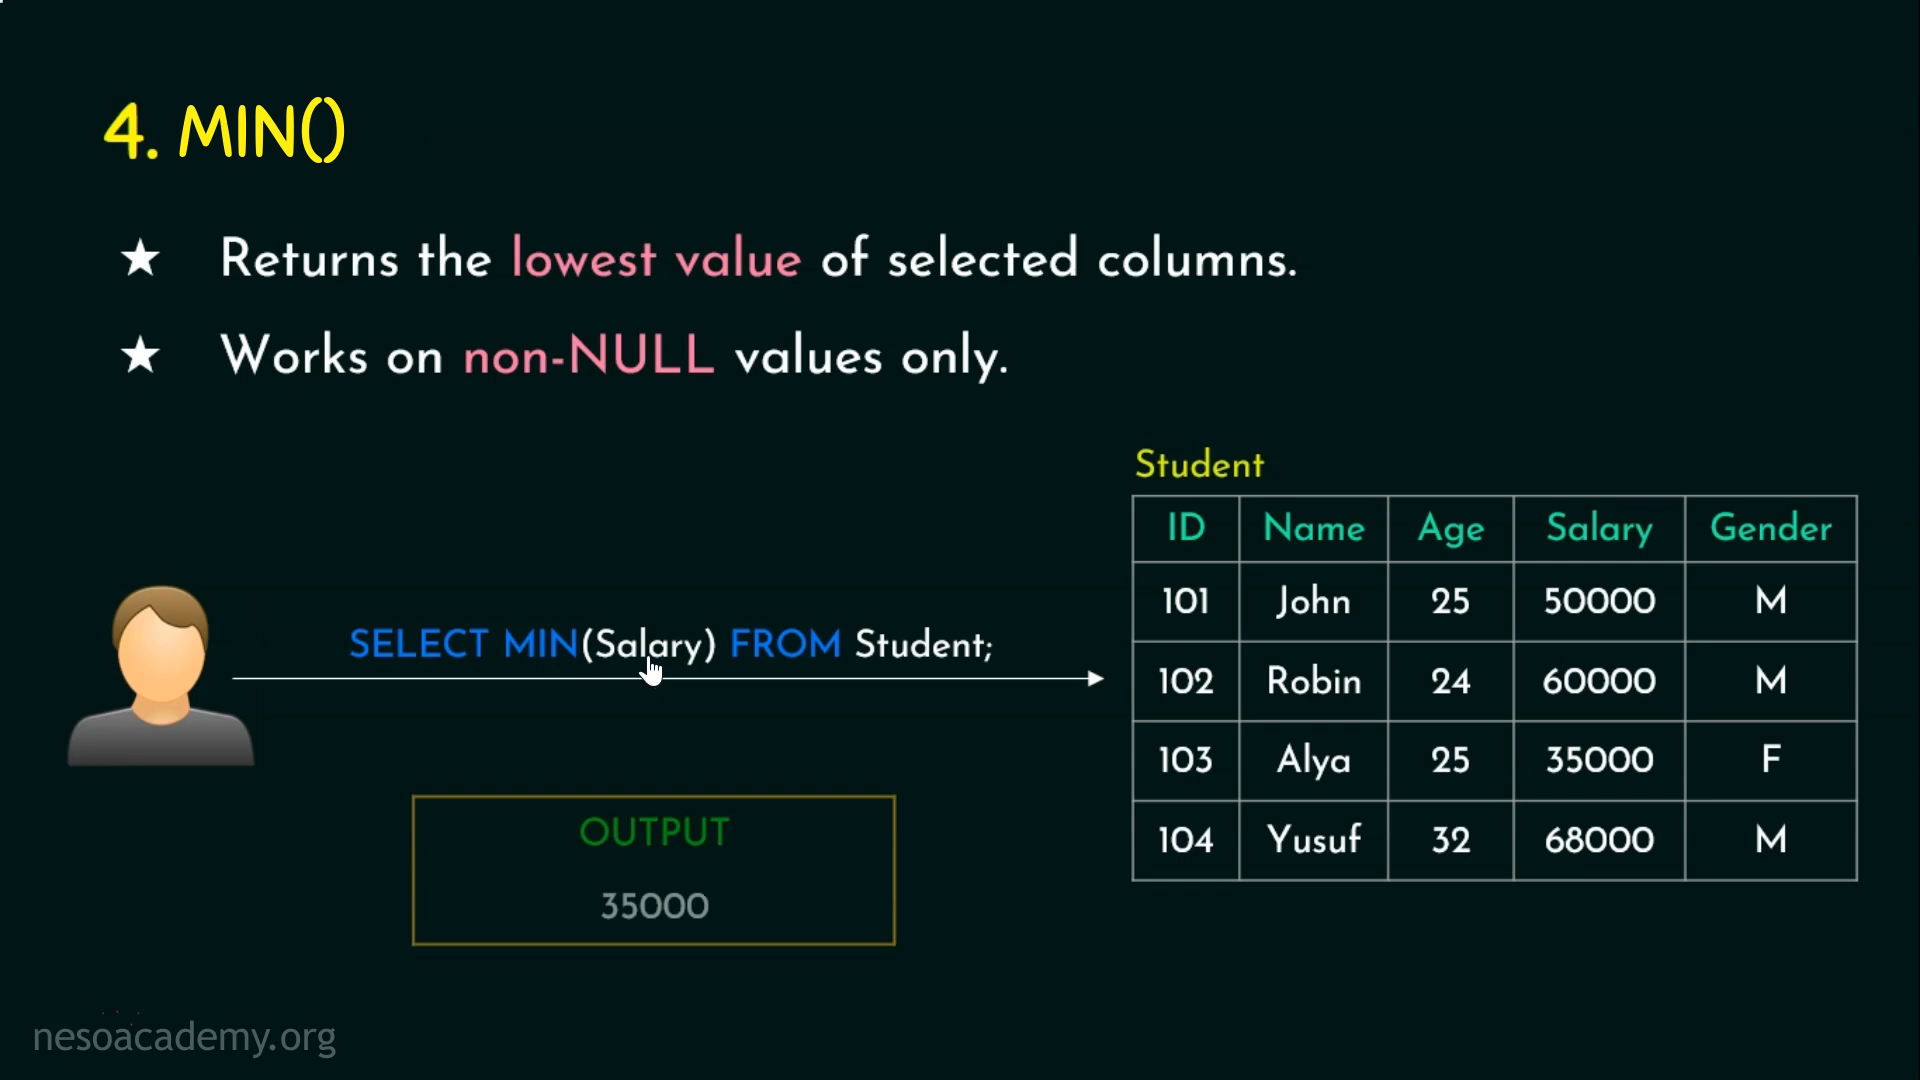 4. MIN()
★ Returns the lowest value of selected columns.
★ Works on non-NULL values only.
Student
ID Name Age Salary Gender
101 John 25 50000 M
102 Robin 24 60000 M
103 Alya 25 35000 F
104 Yusuf 32 68000 M
SELECT MIN(Salary) FROM Student;
OUTPUT
35000
nesoacademy.org